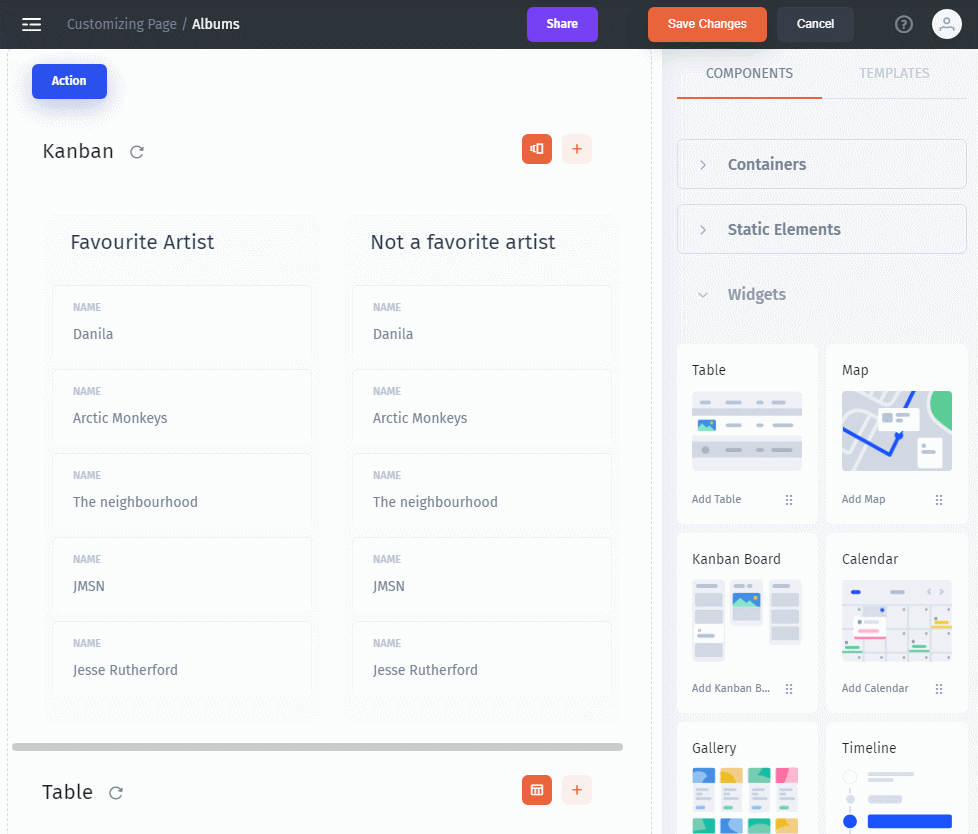 Customizing Page / Albums
Share
Save Changes
Cancel
?
Action
COMPONENTS
TEMPLATES
Kanban
+
Containers
Static Elements
Widgets
Favourite Artist
Not a favorite artist
NAME
Danila
NAME
Danila
NAME
Arctic Monkeys
NAME
Arctic Monkeys
NAME
The neighbourhood
NAME
The neighbourhood
NAME
JMSN
NAME
JMSN
NAME
Jesse Rutherford
NAME
Jesse Rutherford
Table
+
Table
Map
Add Table
Add Map
Kanban Board
Calendar
Add Kanban B...
Add Calendar
Gallery
Timeline